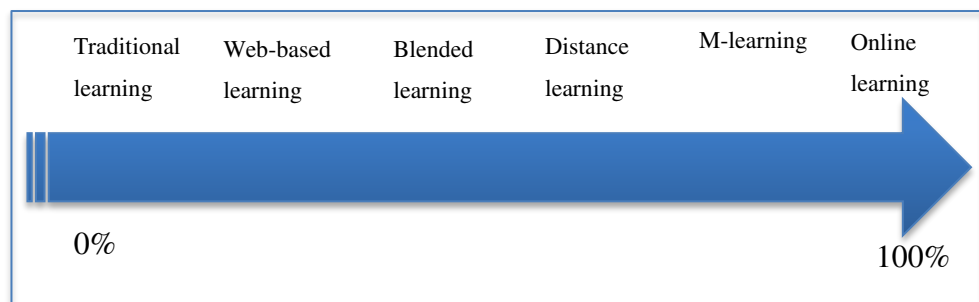 Traditional
learning
Web-based
learning
Blended
learning
Distance
learning
M-learning
Online
learning
0%
100%